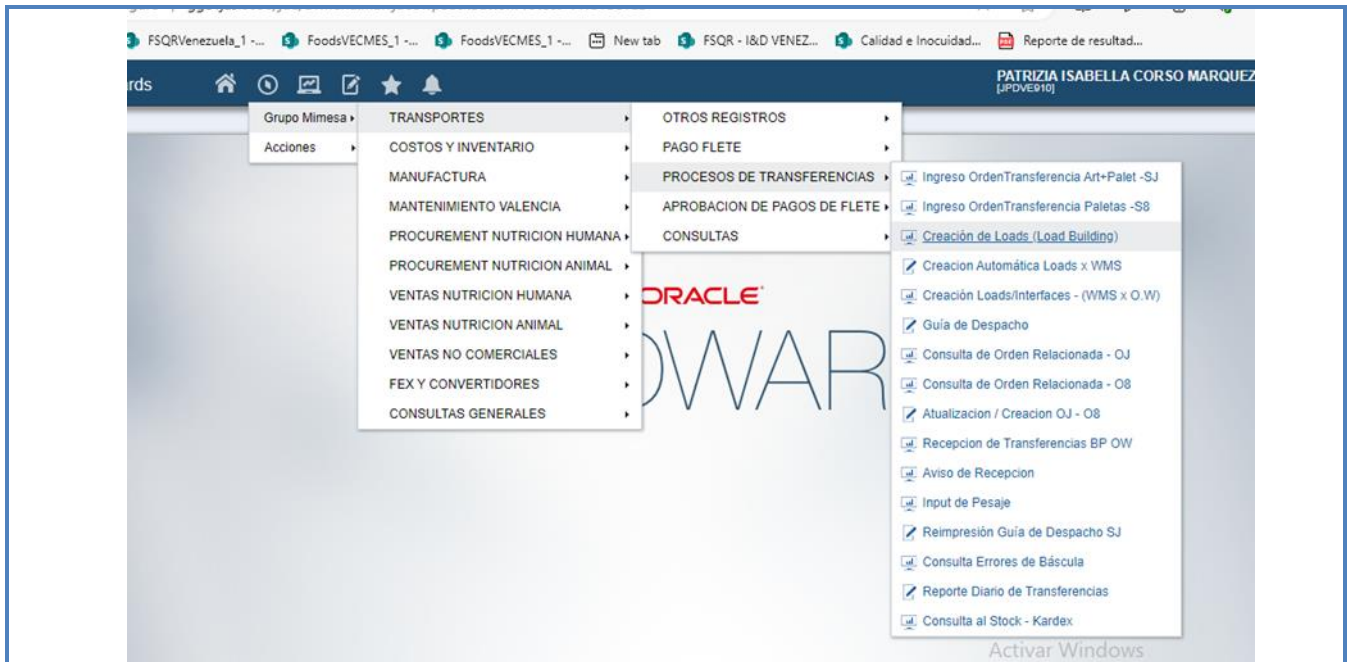 FSQRVenezuela_1 -... FoodsVECMES_1 -... FoodsVECMES_1 -... New tab FSQR - I&D VENEZ... Calidad e Inocuidad... Reporte de resultad...
rds
PATRIZIA ISABELLA CORSO MARQUEZ
[JPDVE910]
Grupo Mimesa
Acciones
TRANSPORTES
COSTOS Y INVENTARIO
MANUFACTURA
MANTENIMIENTO VALENCIA
PROCUREMENT NUTRICION HUMANA
PROCUREMENT NUTRICION ANIMAL
VENTAS NUTRICION HUMANA
VENTAS NUTRICION ANIMAL
VENTAS NO COMERCIALES
FEX Y CONVERTIDORES
CONSULTAS GENERALES
OTROS REGISTROS
PAGO FLETE
PROCESOS DE TRANSFERENCIAS
APROBACION DE PAGOS DE FLETE
CONSULTAS
Ingreso OrdenTransferencia Art+Palet -SJ
Ingreso OrdenTransferencia Paletas -S8
Creación de Loads (Load Building)
Creacion Automática Loads x WMS
Creación Loads/Interfaces - (WMS x O.W)
Guía de Despacho
Consulta de Orden Relacionada - OJ
Consulta de Orden Relacionada - O8
Atualizacion / Creacion OJ - O8
Recepcion de Transferencias BP OW
Aviso de Recepcion
Input de Pesaje
Reimpresión Guía de Despacho SJ
Consulta Errores de Báscula
Reporte Diario de Transferencias
Consulta al Stock - Kardex
ORACLE
WAR
Activar Windows